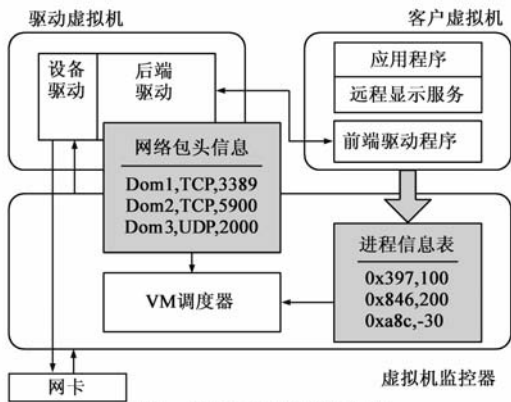 驱动虚拟机
客户虚拟机
设备
驱动
后端
驱动
应用程序
远程显示服务
前端驱动程序
网络包头信息
Dom1,TCP,3389
Dom2,TCP,5900
Dom3,UDP,2000
进程信息表
0x397,100
0x846,200
0xa8c,-30
VM调度器
虚拟机监控器
网卡